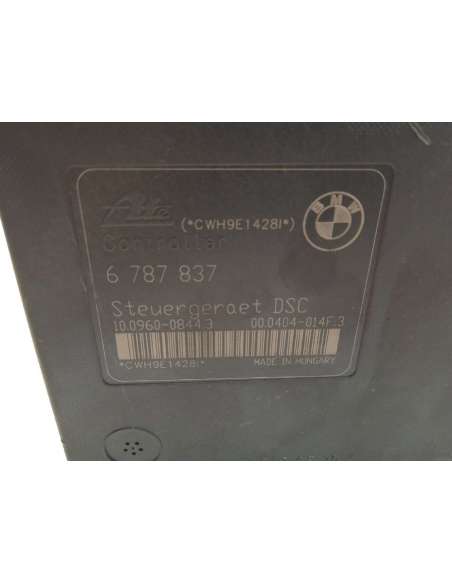 Ate (*CWH9E1428I*)
BMW
Controller
6 787 837
Steuergeraet DSC
10.0960-0844.3 00.0404-014F.3
*CWH9E1428I* MADE IN HUNGARY